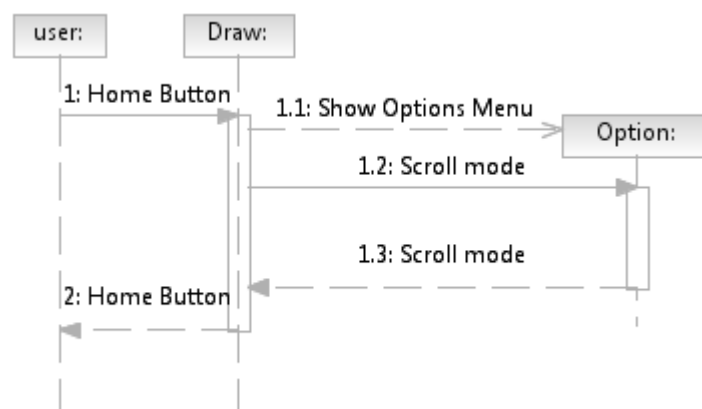 user:
Draw:
1: Home Button
1.1: Show Options Menu
Option:
1.2: Scroll mode
1.3: Scroll mode
2: Home Button